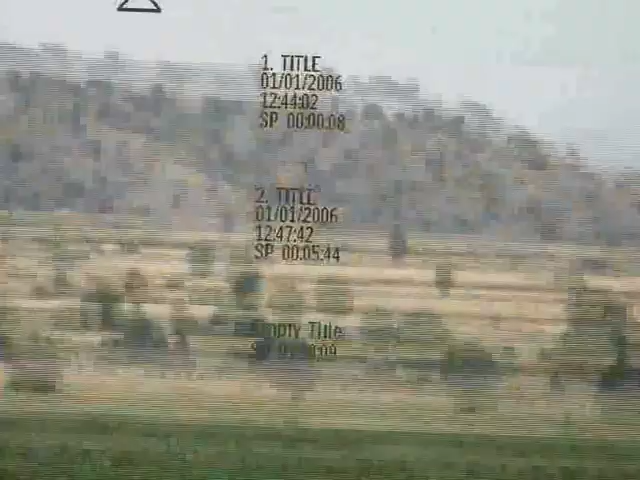 1. TITLE
01/01/2006
12:44:02
SP 00:00:08
2. TITLE
01/01/2006
12:47:42
SP 00:05:44
Empty Title